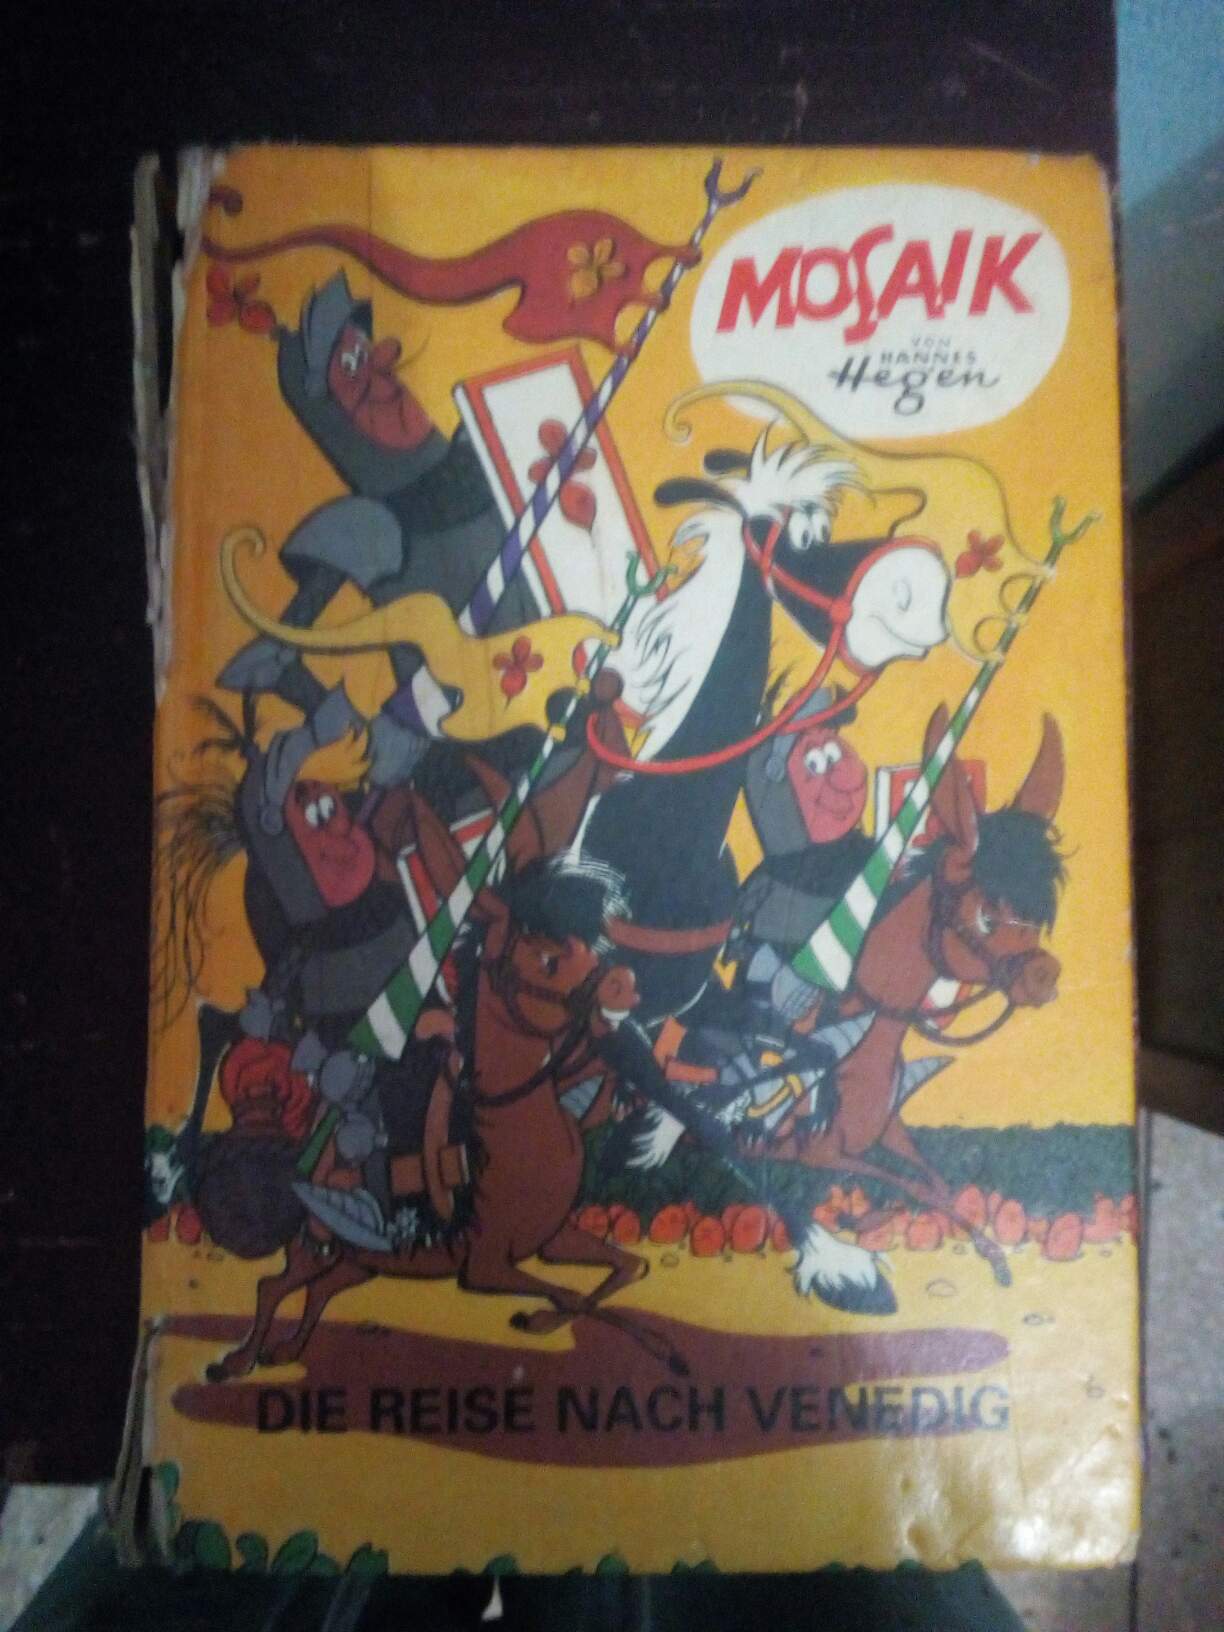 MOSAIK
VON
HANNES
Hegen
DIE REISE NACH VENEDIG